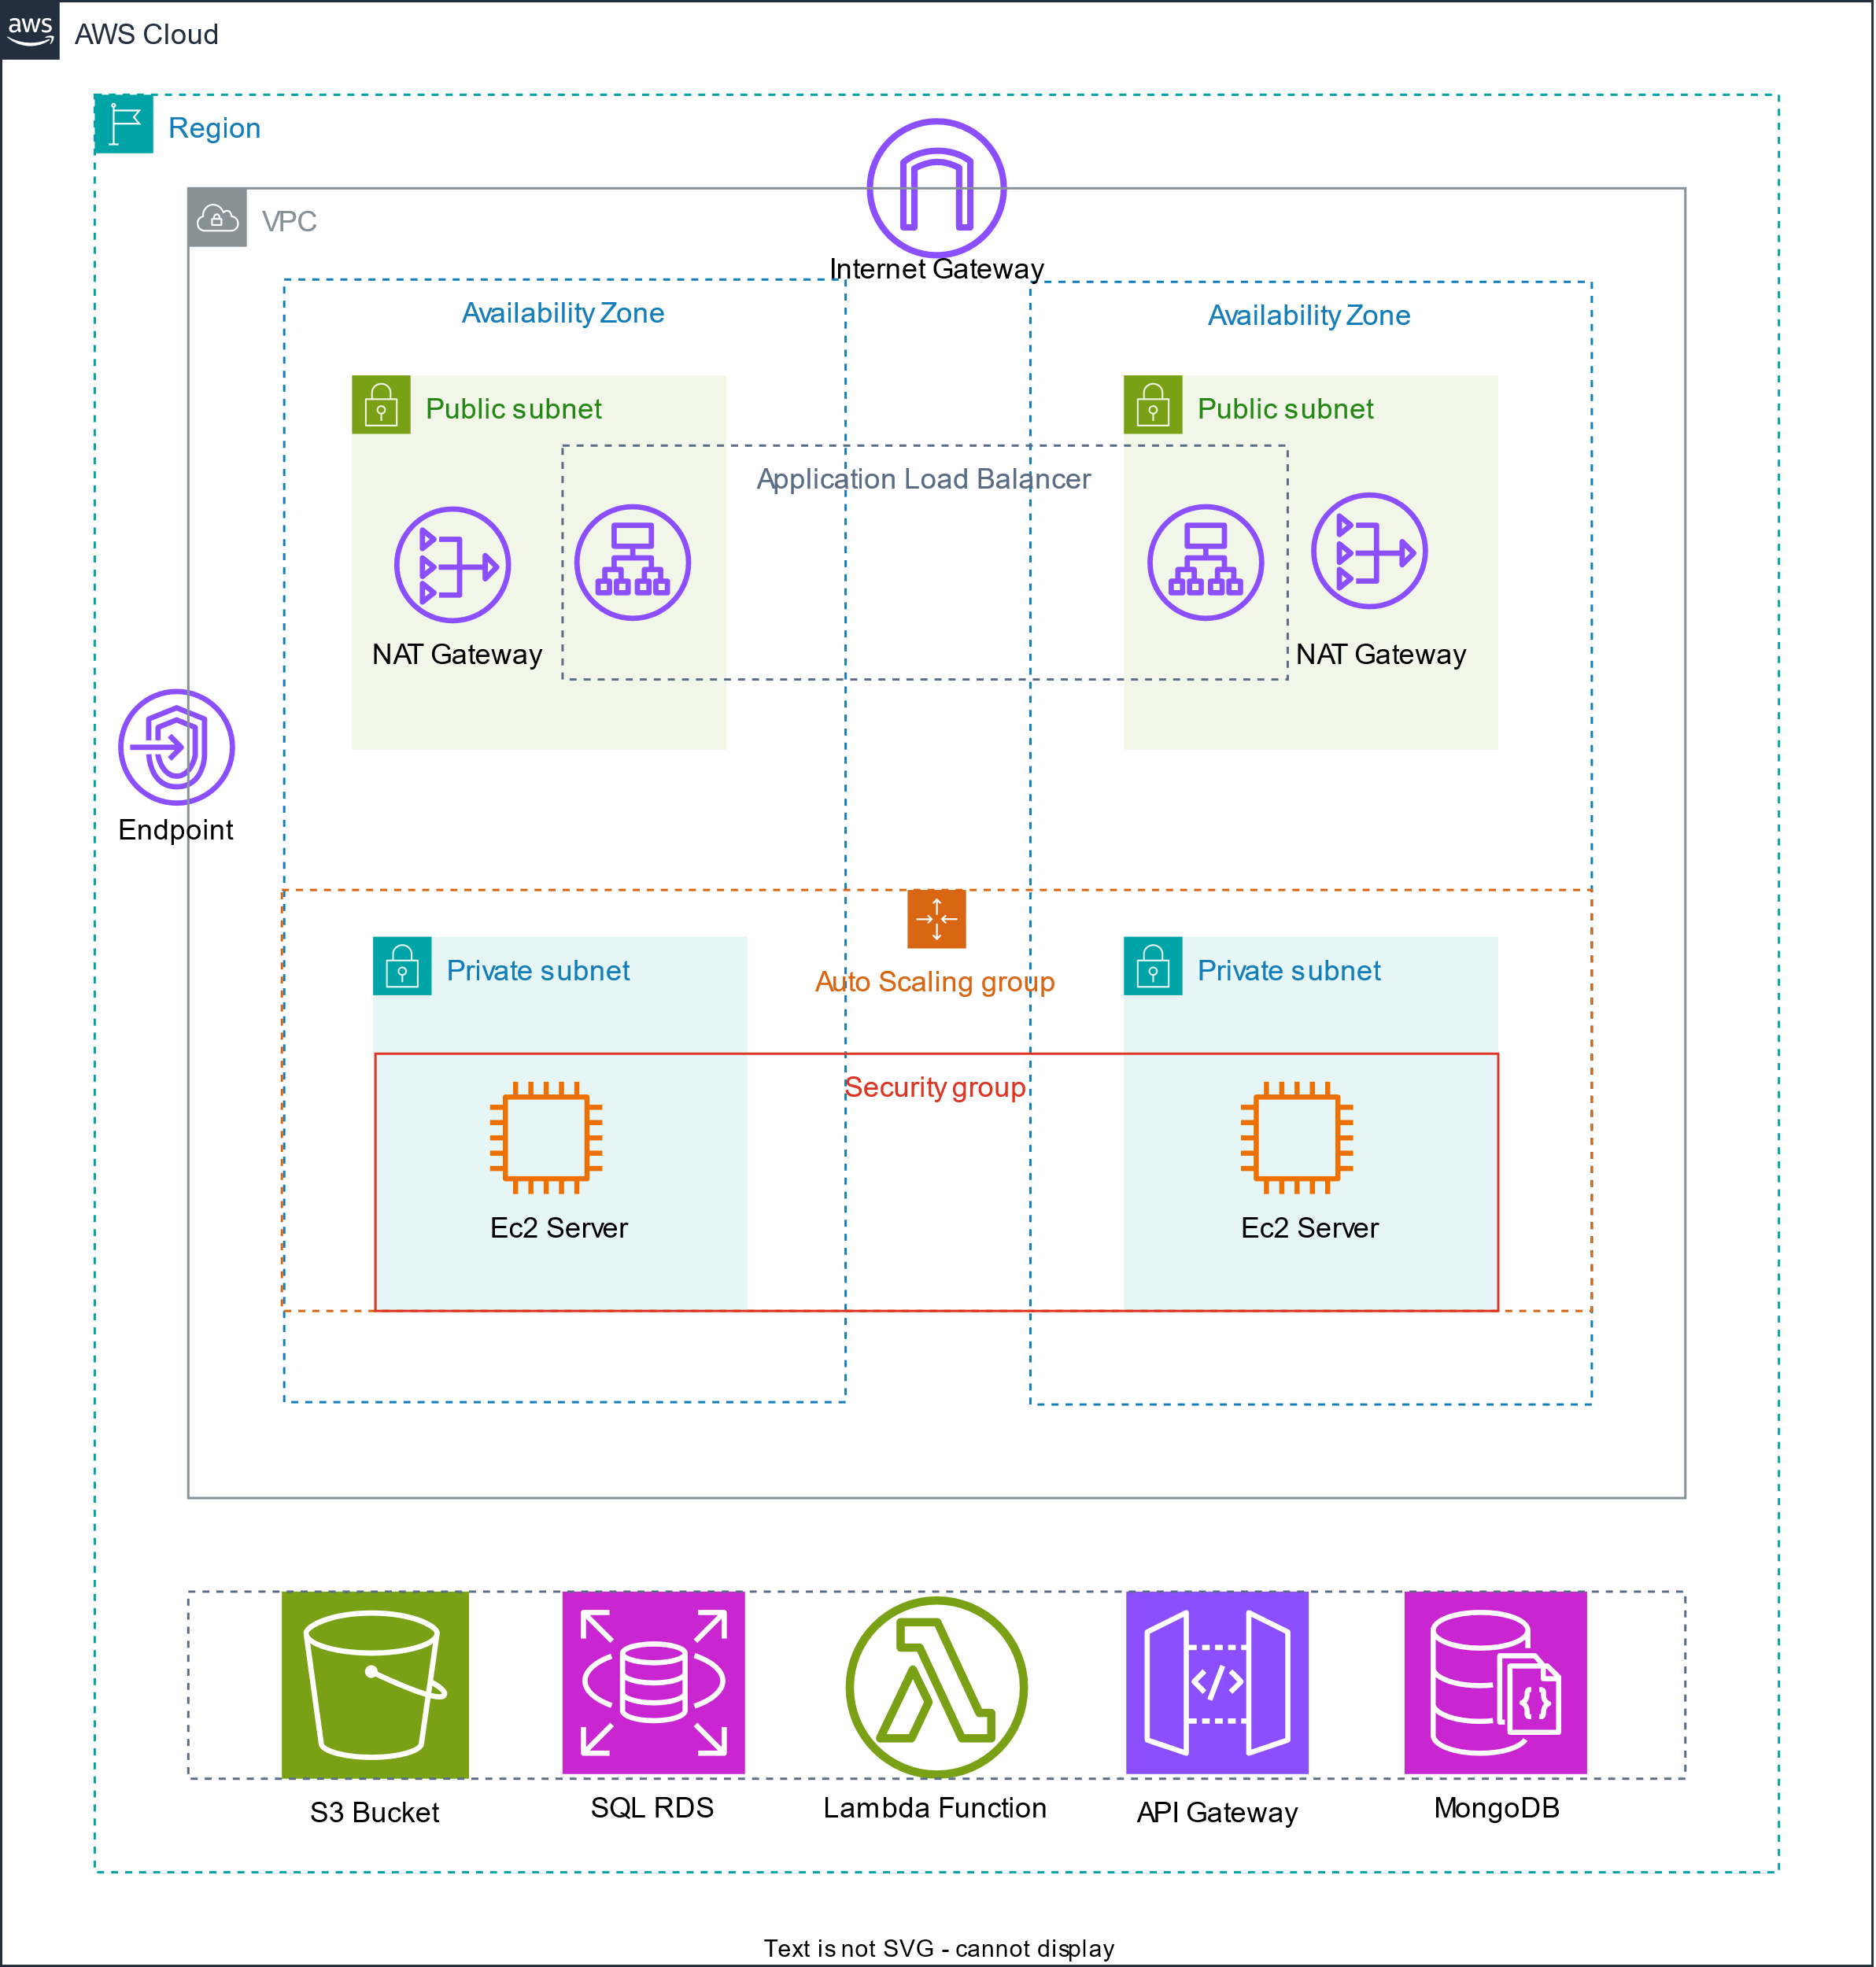 aws
AWS Cloud
Region
VPC
Internet Gateway
Availability Zone
Availability Zone
Public subnet
Public subnet
Application Load Balancer
NAT Gateway
NAT Gateway
Endpoint
Private subnet
Auto Scaling group
Private subnet
Security group
Ec2 Server
Ec2 Server
S3 Bucket
SQL RDS
Lambda Function
API Gateway
MongoDB
Text is not SVG - cannot display